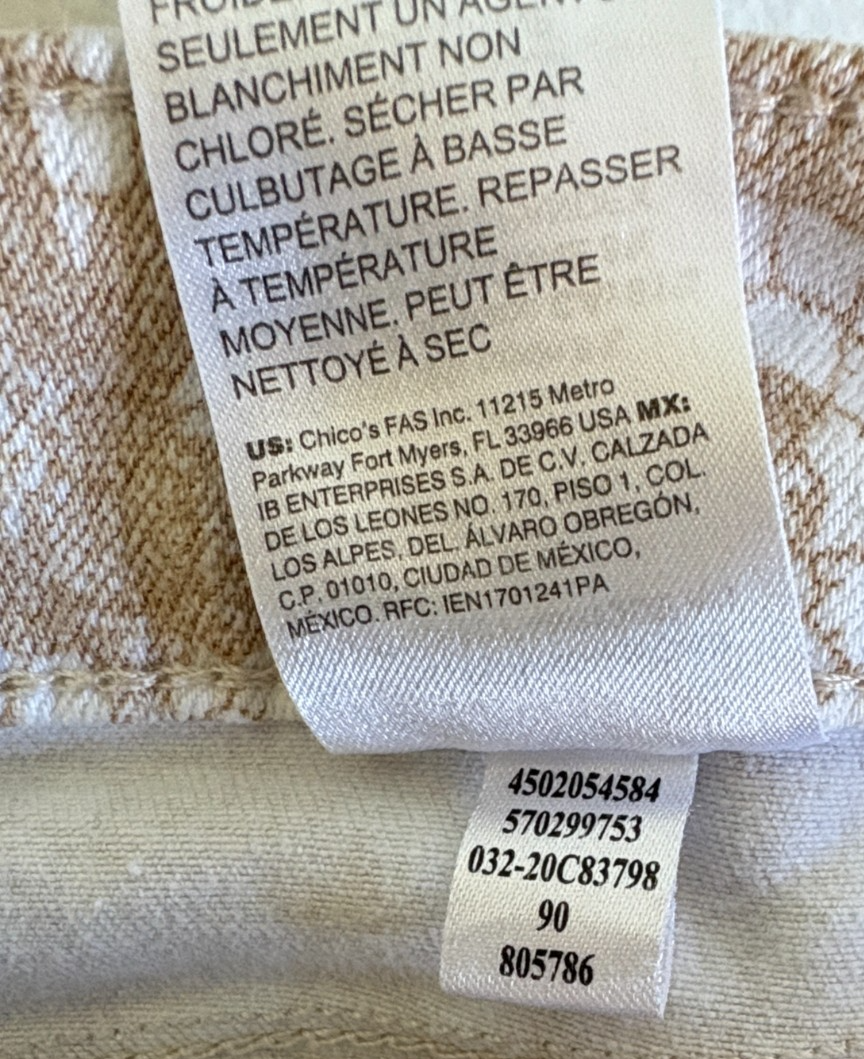 SEULEMENT UN AGENT
BLANCHIMENT NON
CHLORÉ. SÉCHER PAR
CULBUTAGE À BASSE
TEMPÉRATURE. REPASSER
À TEMPÉRATURE
MOYENNE. PEUT ÊTRE
NETTOYÉ À SEC
US: Chico's FAS Inc. 11215 Metro
Parkway Fort Myers, FL 33966 USA MX:
IB ENTERPRISES S.A. DE C.V. CALZADA
DE LOS LEONES NO. 170, PISO 1, COL.
LOS ALPES, DEL. ÁLVARO OBREGÓN,
C.P. 01010, CIUDAD DE MÉXICO,
MÉXICO. RFC: IEN1701241PA
4502054584
570299753
032-20C83798
90
805786